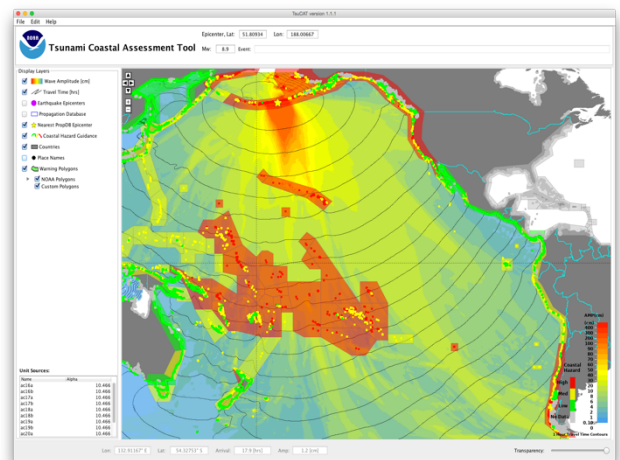 TsuCAT version 1.1.1
File Edit Help
NOAA
Tsunami Coastal Assessment Tool
Epicenter, Lat: 51.80934 Lon: 188.00667
Mw: 8.9 Event:
Display Layers
Wave Amplitude [cm]
Travel Time [hrs]
Earthquake Epicenters
Propagation Database
Nearest PropDB Epicenter
Coastal Hazard Guidance
Countries
Place Names
Warning Polygons
NOAA Polygons
Custom Polygons
Unit Sources:
Name Alpha
ac16a 10.466
ac16b 10.466
ac17a 10.466
ac17b 10.466
ac18a 10.466
ac18b 10.466
ac19a 10.466
ac19b 10.466
ac20a 10.466
Coastal
Hazard
High
Med
Low
No Data
1 Hour Travel Time Contours
Lon: Lat: Arrival: 17.9 [hrs] Amp: 1.2 [cm] Transparency: